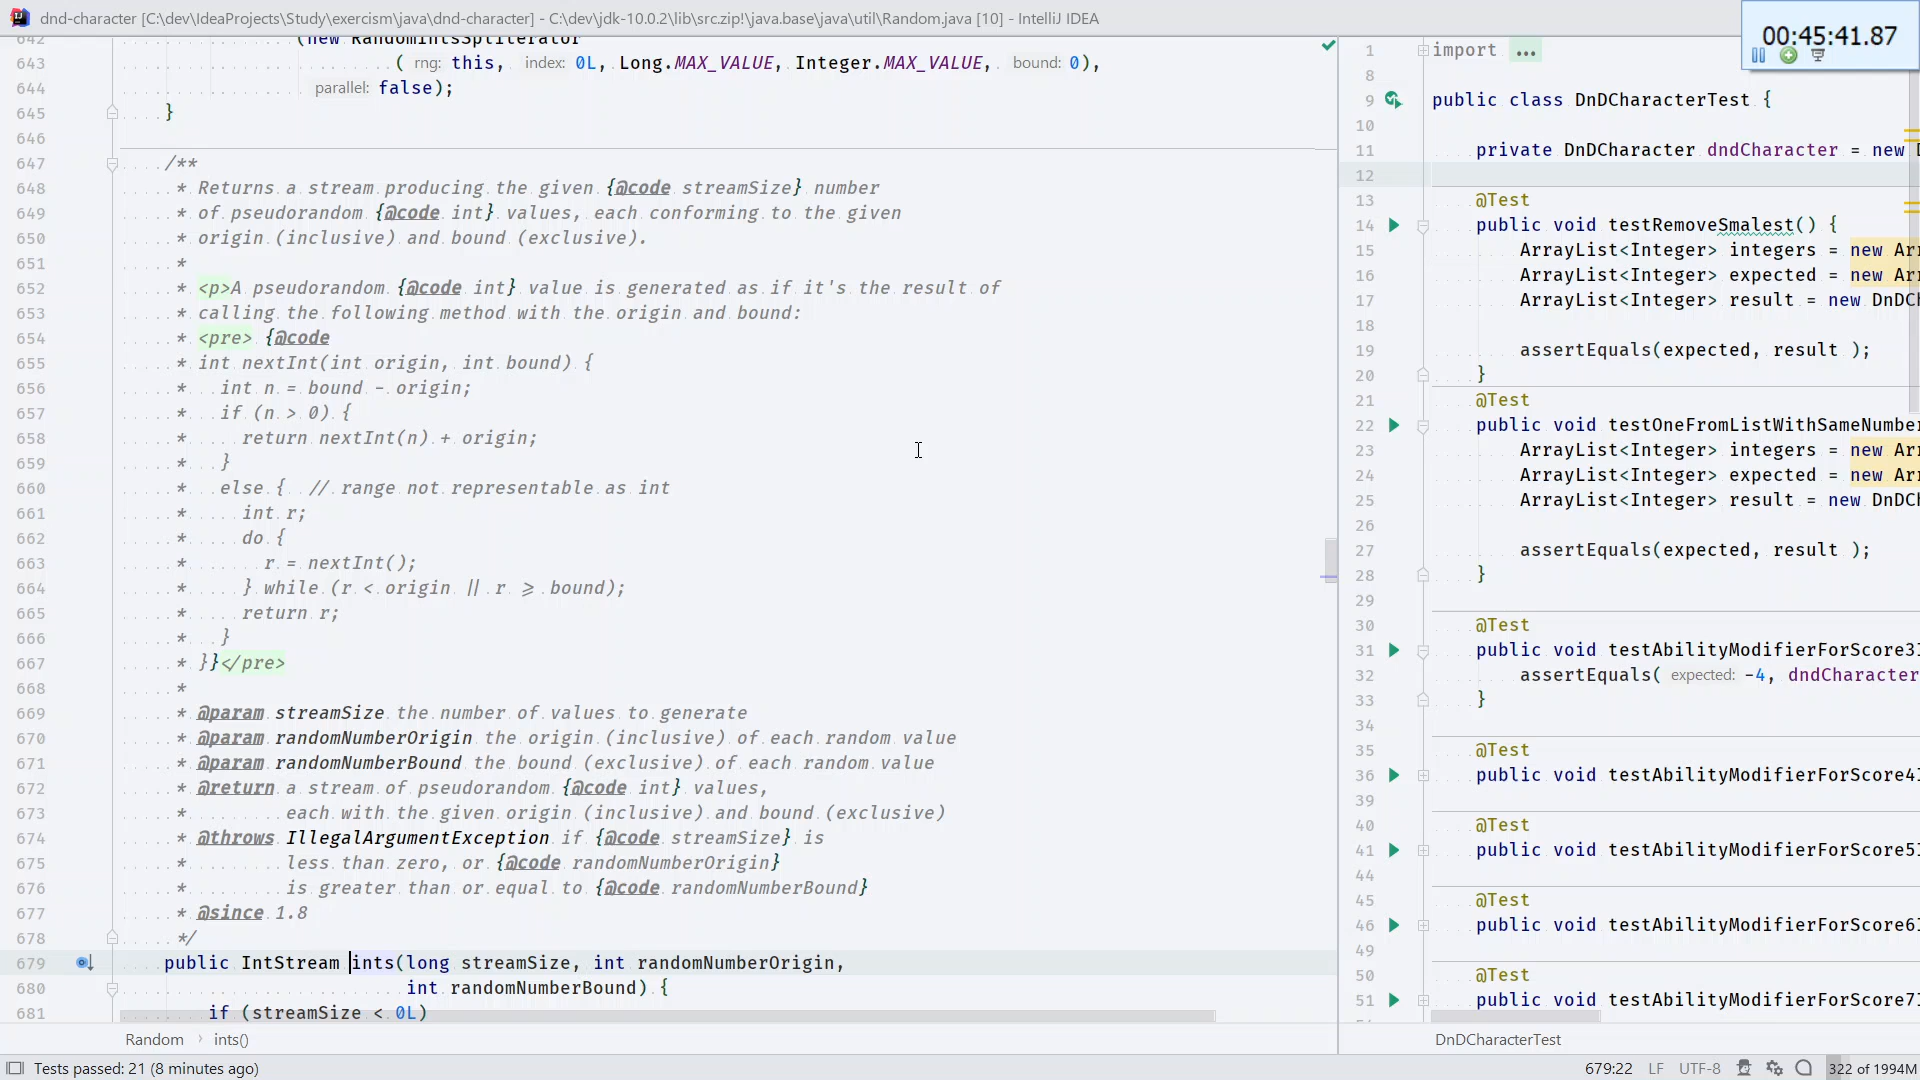 dnd-character [C:\dev\IdeaProjects\Study\exercism\java\dnd-character] - C:\dev\jdk-10.0.2\lib\src.zip!\java.base\java\util\Random.java [10] - IntelliJ IDEA
00:45:41.87
642 (new RandomIntsSpliterator
643 ( rng: this, index: 0L, Long.MAX_VALUE, Integer.MAX_VALUE, bound: 0),
644 parallel: false);
645 }
646
647 /**
648 * Returns a stream producing the given {@code streamSize} number
649 * of pseudorandom {@code int} values, each conforming to the given
650 * origin (inclusive) and bound (exclusive).
651 *
652 * <p>A pseudorandom {@code int} value is generated as if it's the result of
653 * calling the following method with the origin and bound:
654 * <pre> {@code
655 * int nextInt(int origin, int bound) {
656 *   int n = bound - origin;
657 *   if (n > 0) {
658 *     return nextInt(n) + origin;
659 *   }
660 *   else {  // range not representable as int
661 *     int r;
662 *     do {
663 *       r = nextInt();
664 *     } while (r < origin || r >= bound);
665 *     return r;
666 *   }
667 * }}</pre>
668 *
669 * @param streamSize the number of values to generate
670 * @param randomNumberOrigin the origin (inclusive) of each random value
671 * @param randomNumberBound the bound (exclusive) of each random value
672 * @return a stream of pseudorandom {@code int} values,
673 *         each with the given origin (inclusive) and bound (exclusive)
674 * @throws IllegalArgumentException if {@code streamSize} is
675 *         less than zero, or {@code randomNumberOrigin}
676 *         is greater than or equal to {@code randomNumberBound}
677 * @since 1.8
678 */
679 public IntStream ints(long streamSize, int randomNumberOrigin,
680 int randomNumberBound) {
681 if (streamSize < 0L)
Random › ints()
1 import ...
8
9 public class DnDCharacterTest {
10
11 private DnDCharacter dndCharacter = new D
12
13 @Test
14 public void testRemoveSmalest() {
15 ArrayList<Integer> integers = new Arr
16 ArrayList<Integer> expected = new Arr
17 ArrayList<Integer> result = new DnDCh
18
19 assertEquals(expected, result );
20 }
21 @Test
22 public void testOneFromListWithSameNumber
23 ArrayList<Integer> integers = new Arr
24 ArrayList<Integer> expected = new Arr
25 ArrayList<Integer> result = new DnDCh
26
27 assertEquals(expected, result );
28 }
29
30 @Test
31 public void testAbilityModifierForScore3I
32 assertEquals( expected: -4, dndCharacter
33 }
34
35 @Test
36 public void testAbilityModifierForScore4I
39
40 @Test
41 public void testAbilityModifierForScore5I
44
45 @Test
46 public void testAbilityModifierForScore6I
49
50 @Test
51 public void testAbilityModifierForScore7I
DnDCharacterTest
Tests passed: 21 (8 minutes ago)
679:22 LF UTF-8 322 of 1994M